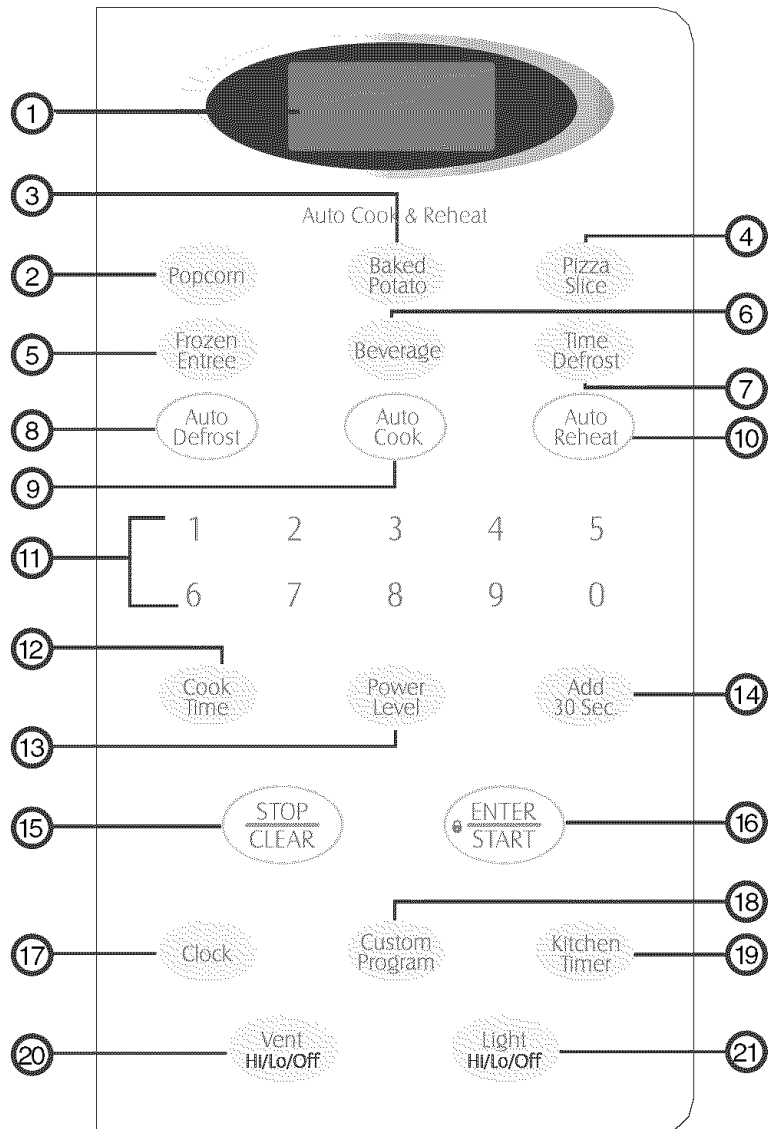 1
3
Auto Cook & Reheat
4
2
Popcorn
Baked
Potato
Pizza
Slice
6
5
Frozen
Entree
Beverage
Time
Defrost
7
8
Auto
Defrost
Auto
Cook
Auto
Reheat
10
9
11
1 2 3 4 5
6 7 8 9 0
12
Cook
Time
Power
Level
Add
30 Sec.
14
13
15
STOP
CLEAR
ENTER
START
16
18
17
Clock
Custom
Program
Kitchen
Timer
19
20
Vent
Hi/Lo/Off
Light
Hi/Lo/Off
21